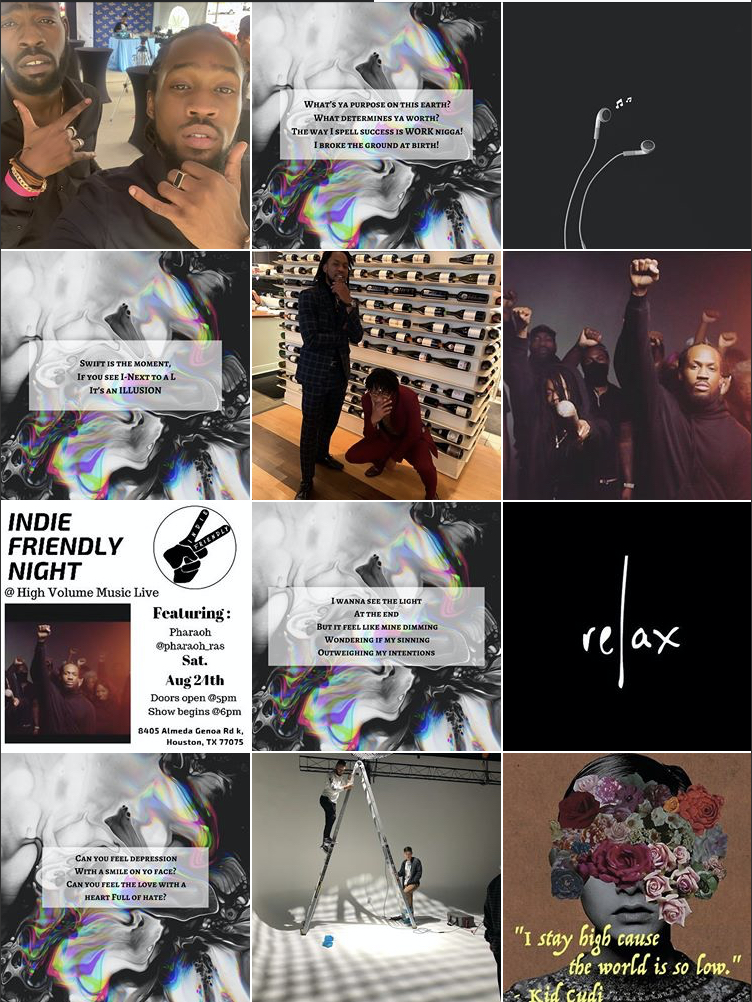 What's ya purpose on this earth?
What determines ya worth?
The way I spell success is WORK nigga!
I broke the ground at birth!
Swift is the moment,
If you see I-Next to a L
It's an ILLUSION
INDIE
FRIENDLY
NIGHT
@ High Volume Music Live
INDIE
FRIENDLY
Featuring :
Pharaoh
@pharaoh_ras
Sat.
Aug 24th
Doors open @5pm
Show begins @6pm
8405 Almeda Genoa Rd k,
Houston, TX 77075
I wanna see the light
At the end
But it feel like mine dimming
Wondering if my sinning
Outweighing my intentions
relax
Can you feel depression
With a smile on yo face?
Can you feel the love with a
heart Full of hate?
"I stay high cause
the world is so low."
Kid Cudi